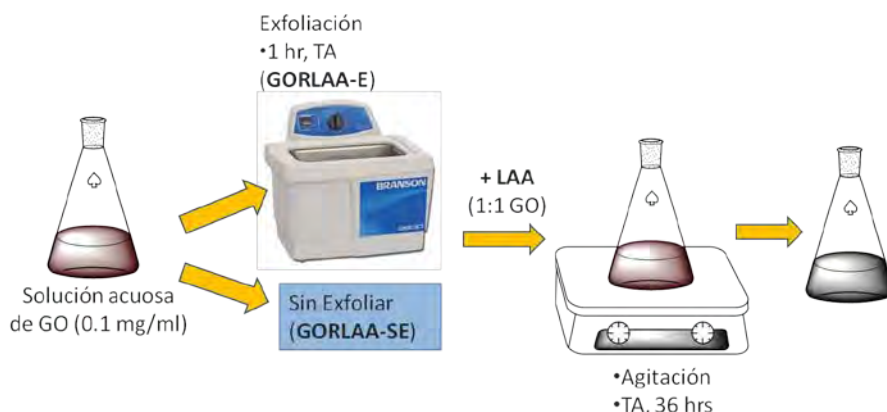 Exfoliación
•1 hr, TA
(GORLAA-E)
BRANSON
Solución acuosa
de GO (0.1 mg/ml)
Sin Exfoliar
(GORLAA-SE)
+ LAA
(1:1 GO)
•Agitación
•TA, 36 hrs